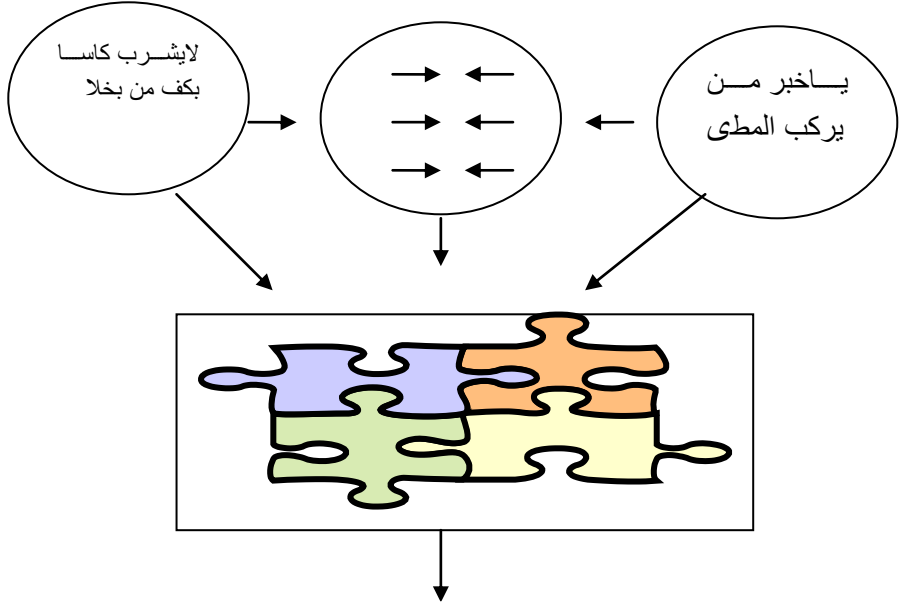 يـــاخبر مـــن
يركب المطى
لايشـــرب كاســـا
بكف من بخلا